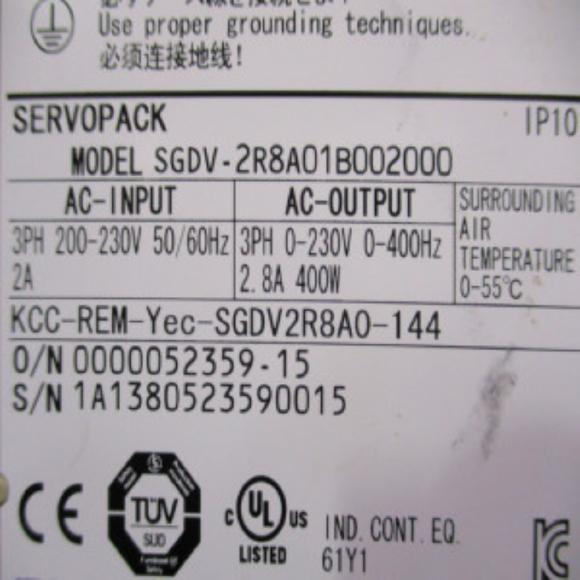 Use proper grounding techniques.
必须连接地线!
SERVOPACK IP10
MODEL SGDV-2R8A01B002000
AC-INPUT AC-OUTPUT SURROUNDING
AIR
TEMPERATURE
0-55℃
3PH 200-230V 50/60Hz 3PH 0-230V 0-400Hz
2A 2.8A 400W
KCC-REM-Yec-SGDV2R8A0-144
O/N 0000052359-15
S/N 1A1380523590015
CE TÜV SUD c UL US LISTED
IND. CONT. EQ.
61Y1